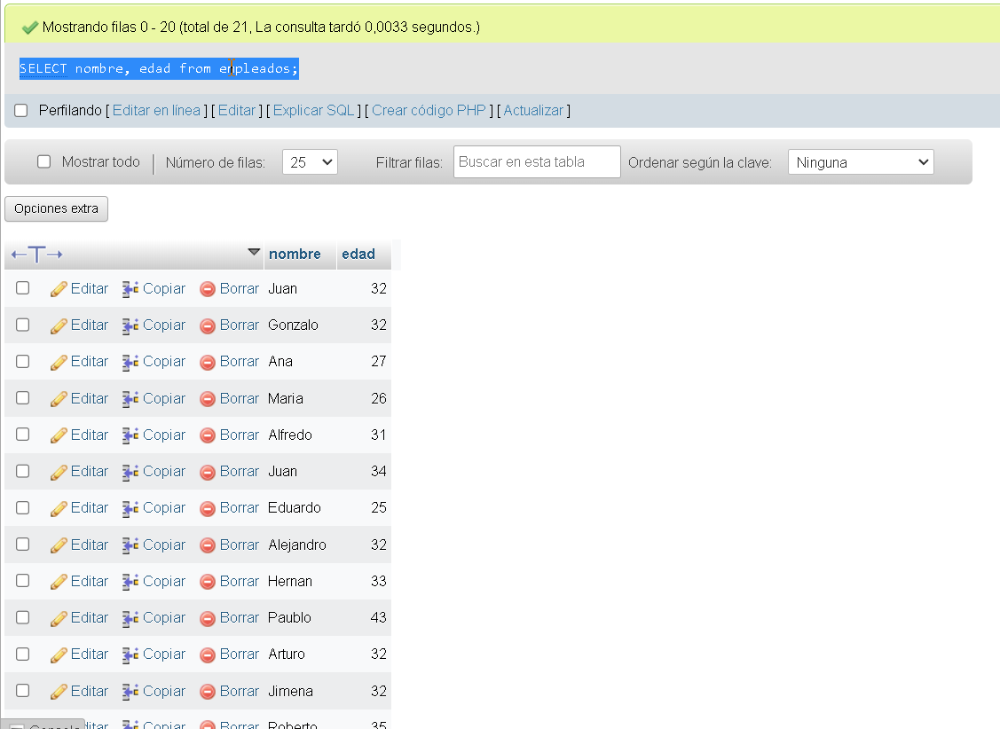 Mostrando filas 0 - 20 (total de 21, La consulta tardó 0,0033 segundos.)
SELECT nombre, edad from empleados;
Perfilando [ Editar en línea ] [ Editar ] [ Explicar SQL ] [ Crear código PHP ] [ Actualizar ]
Mostrar todo Número de filas: 25 Filtrar filas: Buscar en esta tabla Ordenar según la clave: Ninguna
Opciones extra
nombre edad
Editar Copiar Borrar Juan 32
Editar Copiar Borrar Gonzalo 32
Editar Copiar Borrar Ana 27
Editar Copiar Borrar Maria 26
Editar Copiar Borrar Alfredo 31
Editar Copiar Borrar Juan 34
Editar Copiar Borrar Eduardo 25
Editar Copiar Borrar Alejandro 32
Editar Copiar Borrar Hernan 33
Editar Copiar Borrar Paublo 43
Editar Copiar Borrar Arturo 32
Editar Copiar Borrar Jimena 32
Copiar Borrar Roberto 35